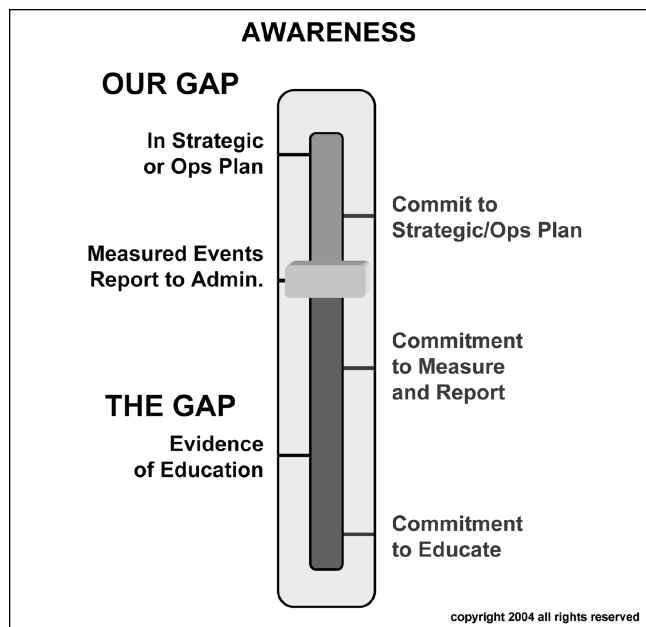 AWARENESS
OUR GAP
In Strategic
or Ops Plan
Commit to
Strategic/Ops Plan
Measured Events
Report to Admin.
Commitment
to Measure
and Report
THE GAP
Evidence
of Education
Commitment
to Educate
copyright 2004 all rights reserved